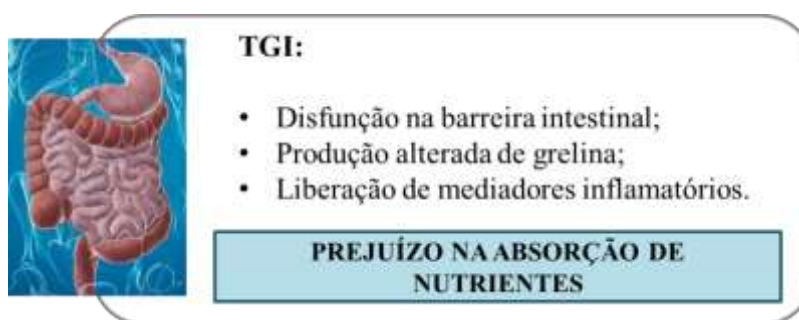 TGI:
• Disfunção na barreira intestinal;
• Produção alterada de grelina;
• Liberação de mediadores inflamatórios.
PREJUÍZO NA ABSORÇÃO DE
NUTRIENTES